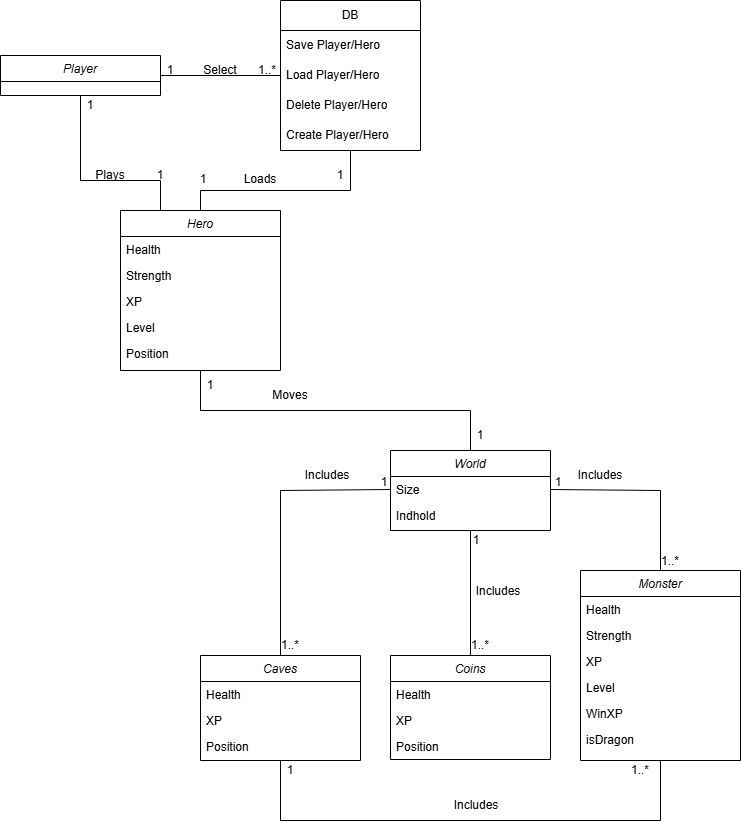 DB
Save Player/Hero
Load Player/Hero
Delete Player/Hero
Create Player/Hero
Player
1 Select 1..*
1
Plays 1
1 Loads 1
Hero
Health
Strength
XP
Level
Position
1
Moves
1
World
Size
Indhold
Includes 1
1 Includes
1
Includes
1..*
1..*
1..*
Monster
Health
Strength
XP
Level
WinXP
isDragon
Caves
Health
XP
Position
Coins
Health
XP
Position
1
1..*
Includes